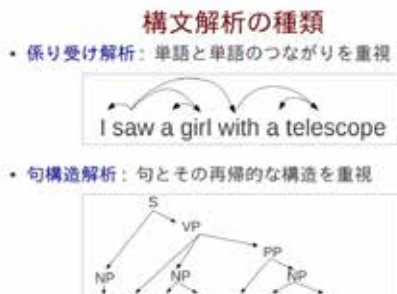 構文解析の種類
• 係り受け解析: 単語と単語のつながりを重視
I saw a girl with a telescope
• 句構造解析: 句とその再帰的な構造を重視
S
VP
PP
NP
NP
NP